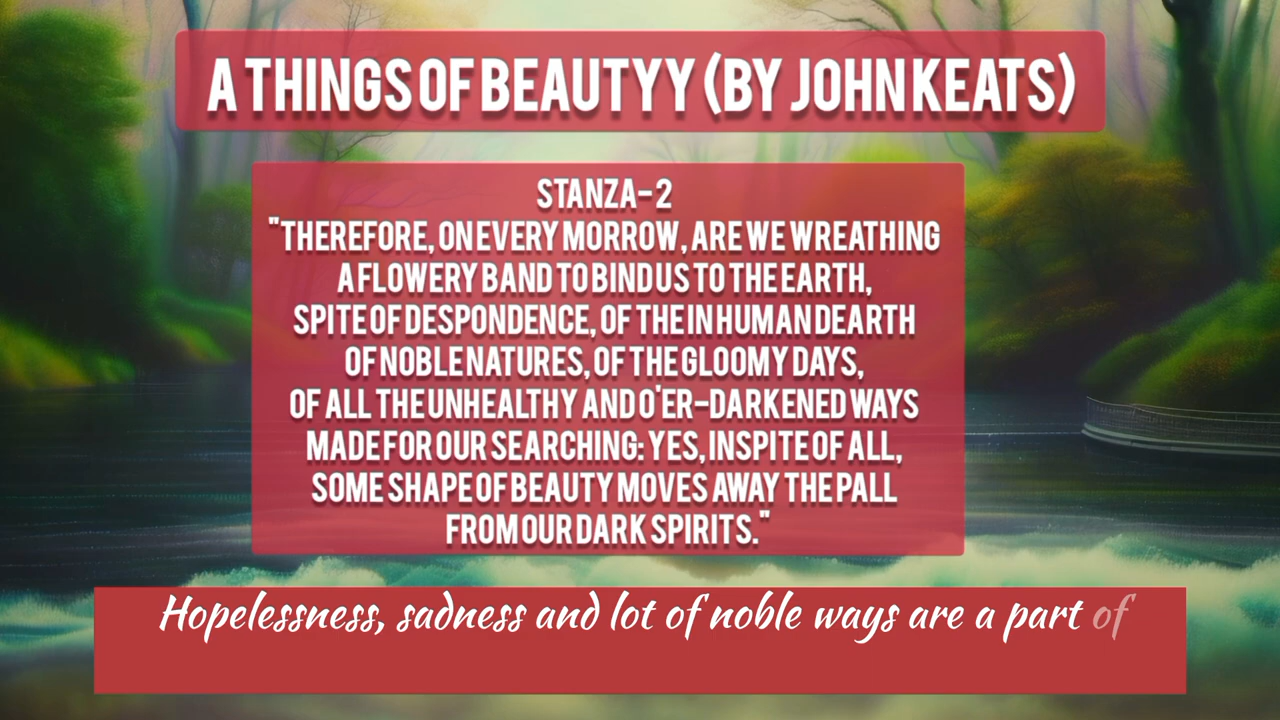 A THINGS OF BEAUTYY (BY JOHN KEATS)
STANZA-2
"THEREFORE, ON EVERY MORROW, ARE WE WREATHING
A FLOWERY BAND TO BIND US TO THE EARTH,
SPITE OF DESPONDENCE, OF THE INHUMAN DEARTH
OF NOBLE NATURES, OF THE GLOOMY DAYS,
OF ALL THE UNHEALTHY AND O'ER-DARKENED WAYS
MADE FOR OUR SEARCHING: YES, IN SPITE OF ALL,
SOME SHAPE OF BEAUTY MOVES AWAY THE PALL
FROM OUR DARK SPIRITS."
Hopelessness, sadness and lot of noble ways are a part of